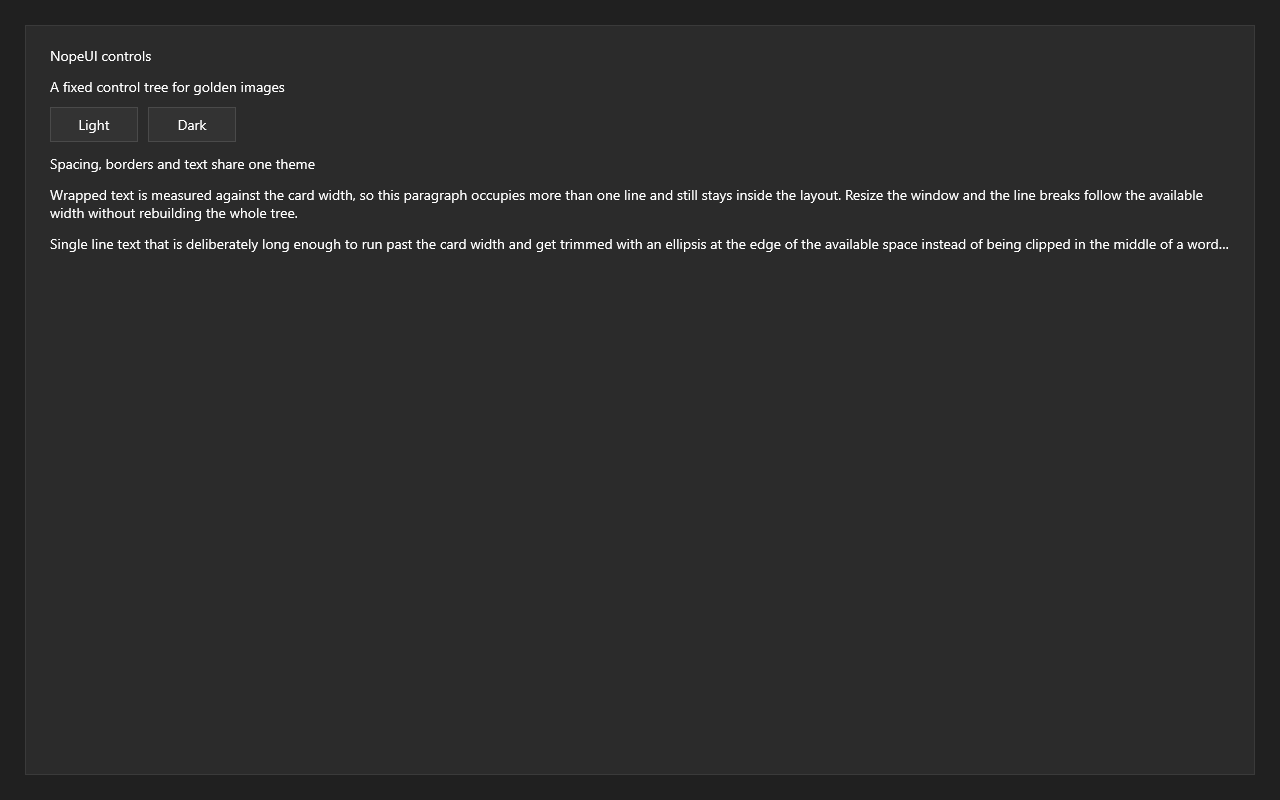 NopeUI controls
A fixed control tree for golden images
Light
Dark
Spacing, borders and text share one theme
Wrapped text is measured against the card width, so this paragraph occupies more than one line and still stays inside the layout. Resize the window and the line breaks follow the available
width without rebuilding the whole tree.
Single line text that is deliberately long enough to run past the card width and get trimmed with an ellipsis at the edge of the available space instead of being clipped in the middle of a word...